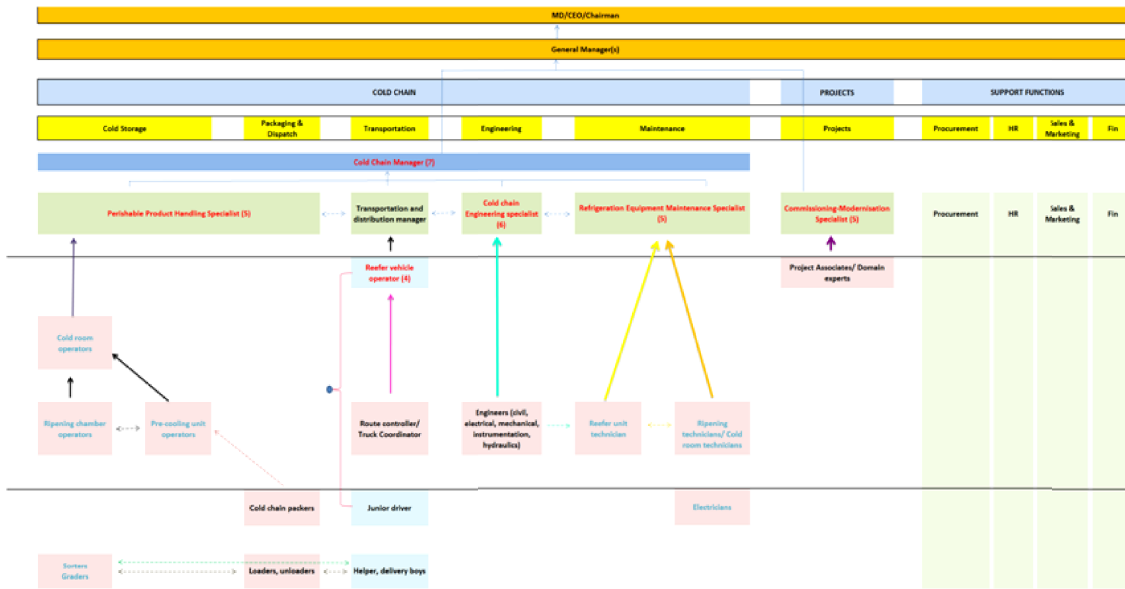 MD/CEO/Chairman
General Manager(s)
COLD CHAIN
PROJECTS
SUPPORT FUNCTIONS
Cold Storage
Packaging &
Dispatch
Transportation
Engineering
Maintenance
Projects
Procurement
HR
Sales &
Marketing
Fin
Cold Chain Manager (7)
Perishable Product Handling Specialist (5)
Transportation and
distribution manager
Cold chain
Engineering specialist
(6)
Refrigeration Equipment Maintenance Specialist
(5)
Commissioning-Modernisation
Specialist (5)
Procurement
HR
Sales &
Marketing
Fin
Reefer vehicle
operator (4)
Project Associates/ Domain
experts
Cold room
operators
Ripening chamber
operators
Pre-cooling unit
operators
Route controller/
Truck Coordinator
Engineers (civil,
electrical, mechanical,
instrumentation,
hydraulics)
Reefer unit
technician
Ripening
technicians/ Cold
room technicians
Cold chain packers
Junior driver
Electricians
Sorters
Graders
Loaders, unloaders
Helper, delivery boys